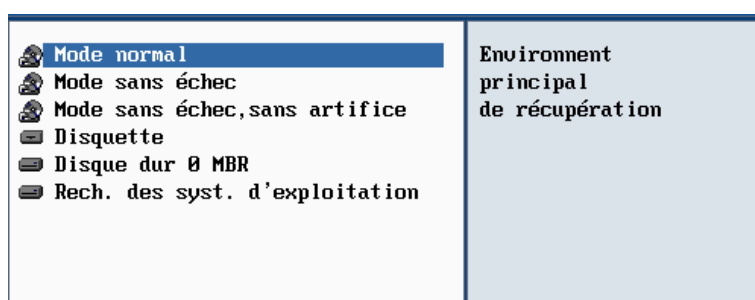 Mode normal
Mode sans échec
Mode sans échec,sans artifice
Disquette
Disque dur 0 MBR
Rech. des syst. d'exploitation
Environnent
principal
de récupération